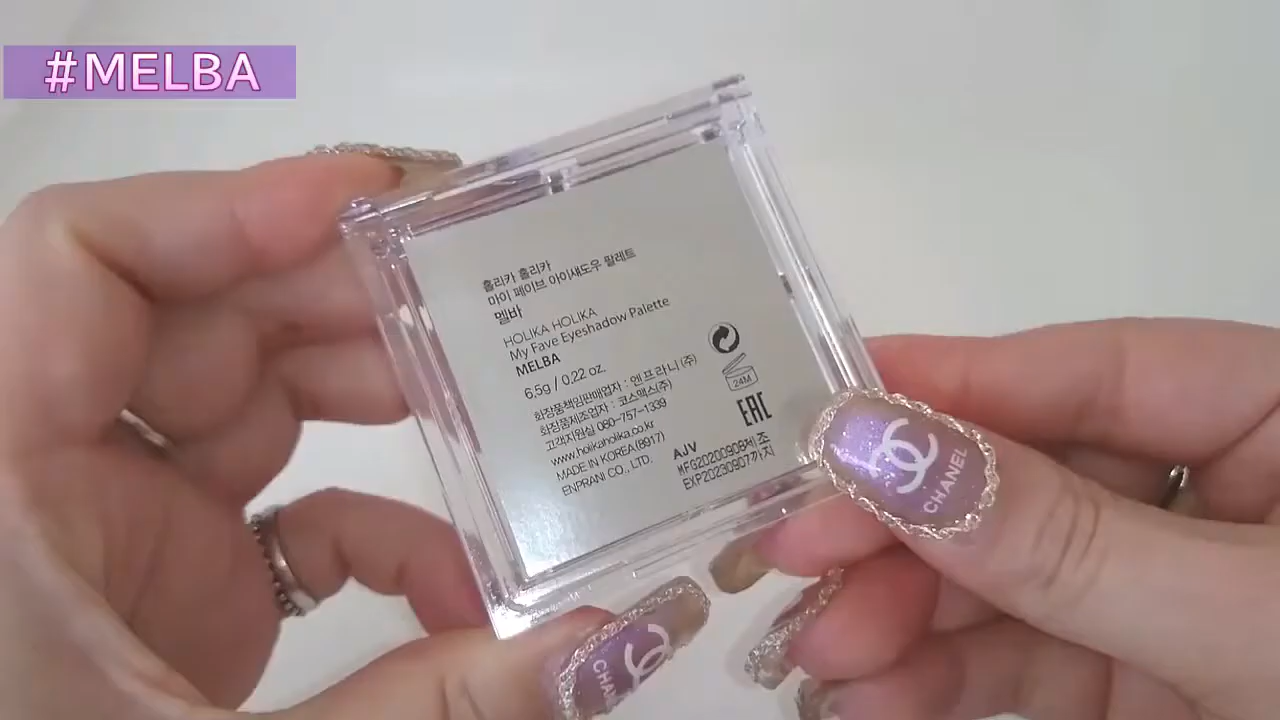 #MELBA
홀리카 홀리카
마이 페이브 아이섀도우 팔레트
멜바
HOLIKA HOLIKA
My Fave Eyeshadow Palette
MELBA
6.5g / 0.22 oz.
화장품책임판매업자 : 엔프라니(주)
화장품제조업자 : 코스맥스(주)
고객지원실 080-757-1339
www.holikaholika.co.kr
MADE IN KOREA(8917)
ENPRANI CO., LTD.
24M
EAC
AJV
MFG20200908제조
EXP20230907까지
CHANEL
CHA